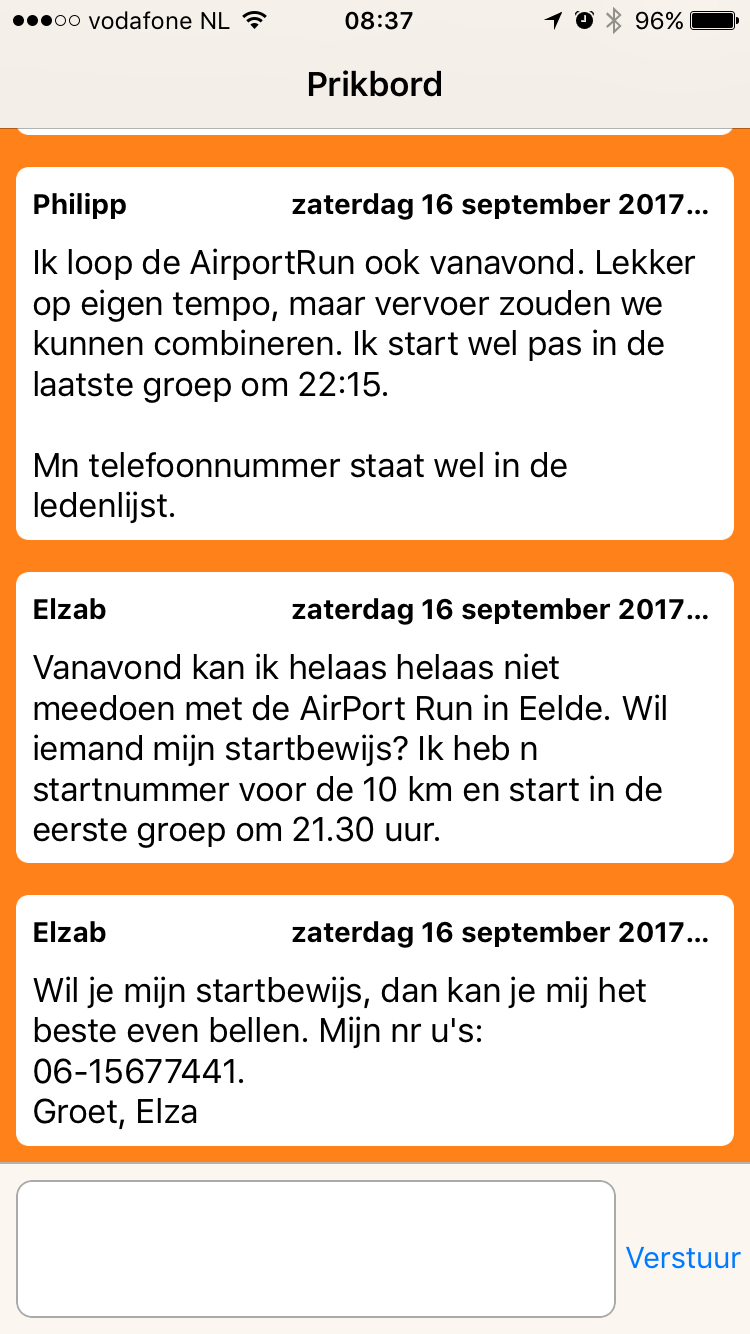 vodafone NL 08:37 96%
Prikbord
Philipp zaterdag 16 september 2017...
Ik loop de AirportRun ook vanavond. Lekker
op eigen tempo, maar vervoer zouden we
kunnen combineren. Ik start wel pas in de
laatste groep om 22:15.
Mn telefoonnummer staat wel in de
ledenlijst.
Elzab zaterdag 16 september 2017...
Vanavond kan ik helaas helaas niet
meedoen met de AirPort Run in Eelde. Wil
iemand mijn startbewijs? Ik heb n
startnummer voor de 10 km en start in de
eerste groep om 21.30 uur.
Elzab zaterdag 16 september 2017...
Wil je mijn startbewijs, dan kan je mij het
beste even bellen. Mijn nr u's:
06-15677441.
Groet, Elza
Verstuur